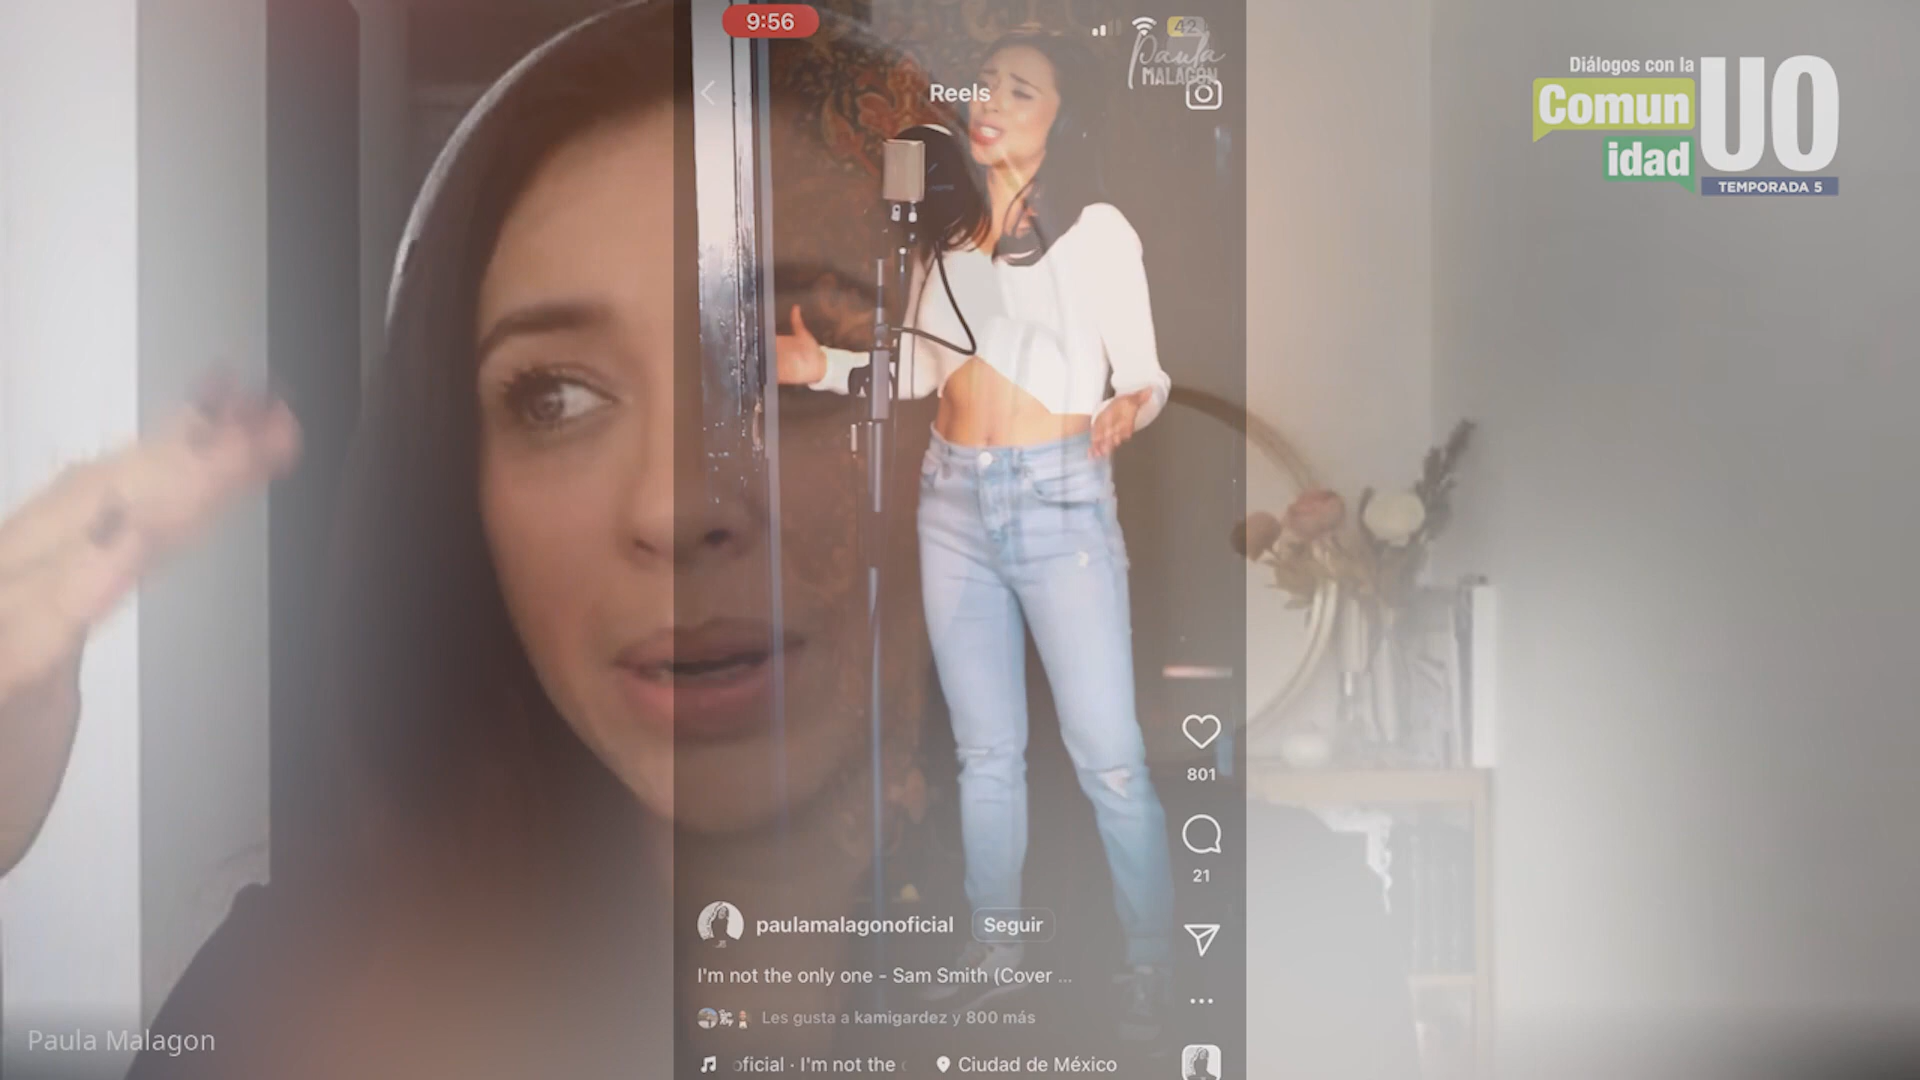 9:56
42
Paula
MALAGON
Reels
Diálogos con la
Comun
idad
UO
TEMPORADA 5
801
21
paulamalagonoficial
Seguir
I'm not the only one - Sam Smith (Cover ...
Les gusta a kamigardez y 800 más
oficial · I'm not the
Ciudad de México
Paula Malagon